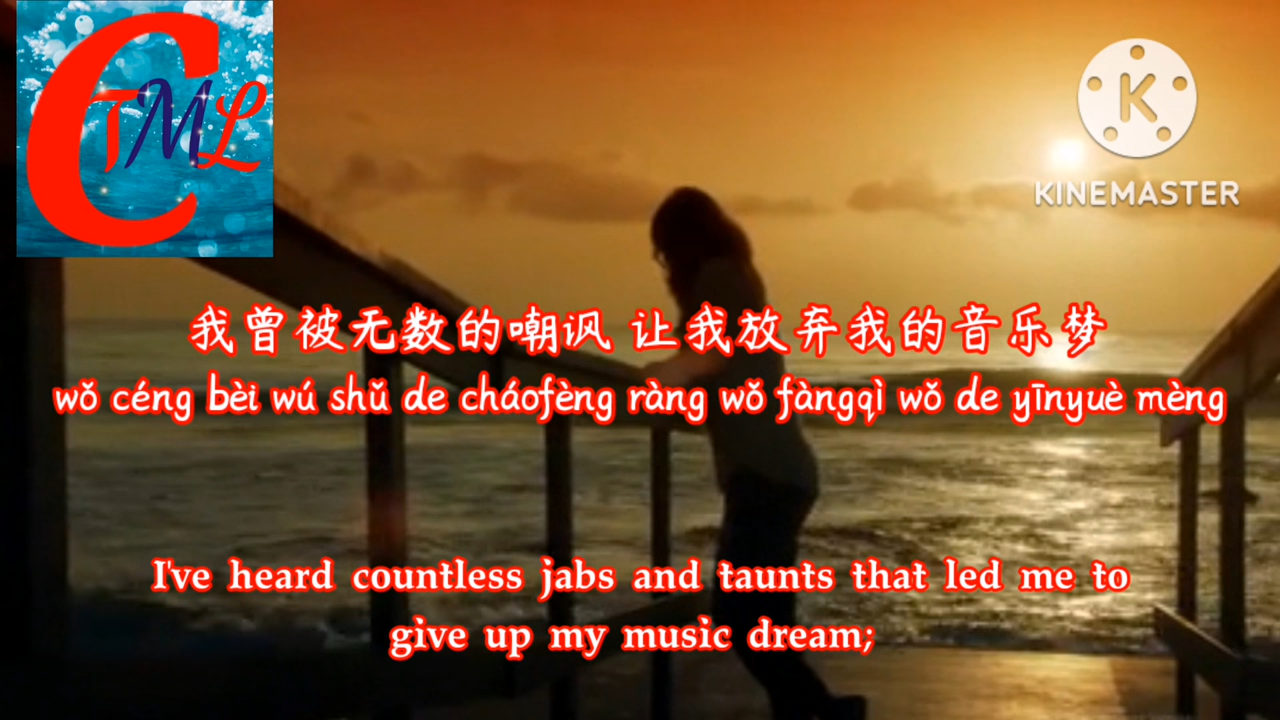 CTML
K
KINEMASTER
我曾被无数的嘲讽 让我放弃我的音乐梦
wǒ céng bèi wú shǔ de cháofèng ràng wǒ fàngqì wǒ de yīnyuè mèng
I've heard countless jabs and taunts that led me to
give up my music dream;